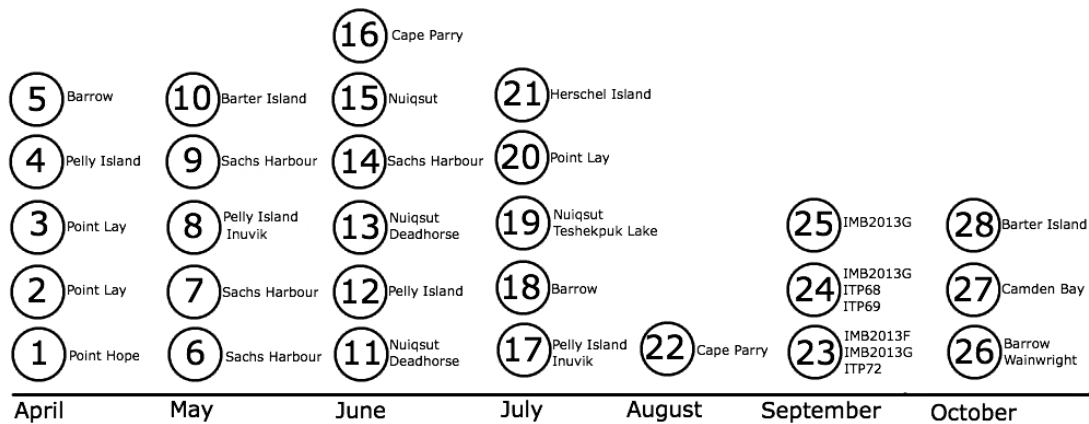 16 Cape Parry
5 Barrow
10 Barter Island
15 Nuiqsut
21 Herschel Island
4 Pelly Island
9 Sachs Harbour
14 Sachs Harbour
20 Point Lay
3 Point Lay
8 Pelly Island
Inuvik
13 Nuiqsut
Deadhorse
19 Nuiqsut
Teshekpuk Lake
25 IMB2013G
28 Barter Island
2 Point Lay
7 Sachs Harbour
12 Pelly Island
18 Barrow
24 IMB2013G
ITP68
ITP69
27 Camden Bay
1 Point Hope
6 Sachs Harbour
11 Nuiqsut
Deadhorse
17 Pelly Island
Inuvik
22 Cape Parry
23 IMB2013F
IMB2013G
ITP72
26 Barrow
Wainwright
April May June July August September October